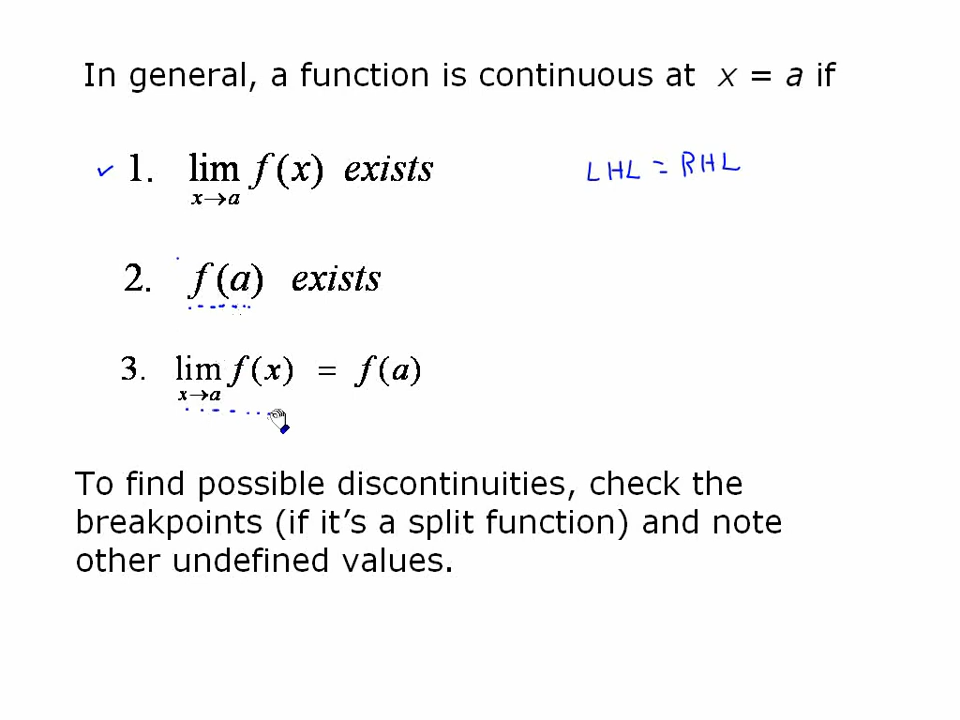 In general, a function is continuous at x = a if
✓ 1. lim x→a f(x) exists LHL = RHL
2. f(a) exists
3. lim x→a f(x) = f(a)
To find possible discontinuities, check the
breakpoints (if it's a split function) and note
other undefined values.